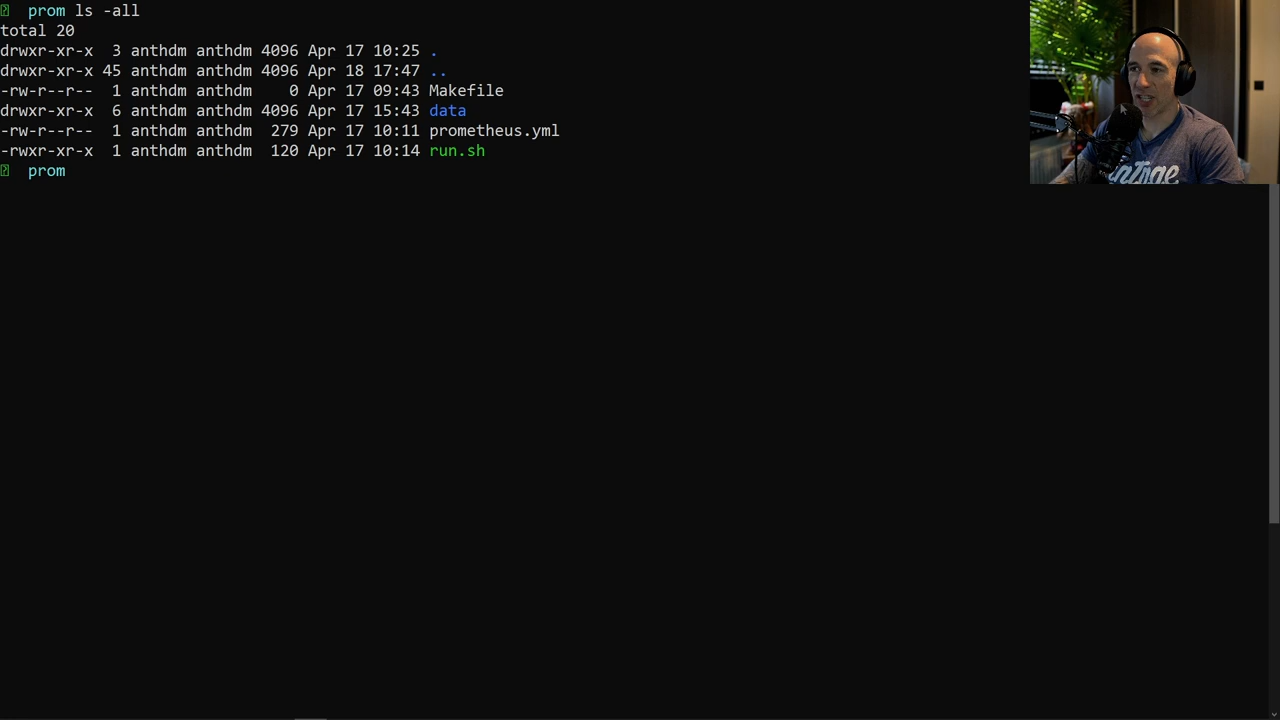 prom ls -all
total 20
drwxr-xr-x  3 anthdm anthdm 4096 Apr 17 10:25 .
drwxr-xr-x 45 anthdm anthdm 4096 Apr 18 17:47 ..
-rw-r--r--  1 anthdm anthdm    0 Apr 17 09:43 Makefile
drwxr-xr-x  6 anthdm anthdm 4096 Apr 17 15:43 data
-rw-r--r--  1 anthdm anthdm  279 Apr 17 10:11 prometheus.yml
-rwxr-xr-x  1 anthdm anthdm  120 Apr 17 10:14 run.sh
prom